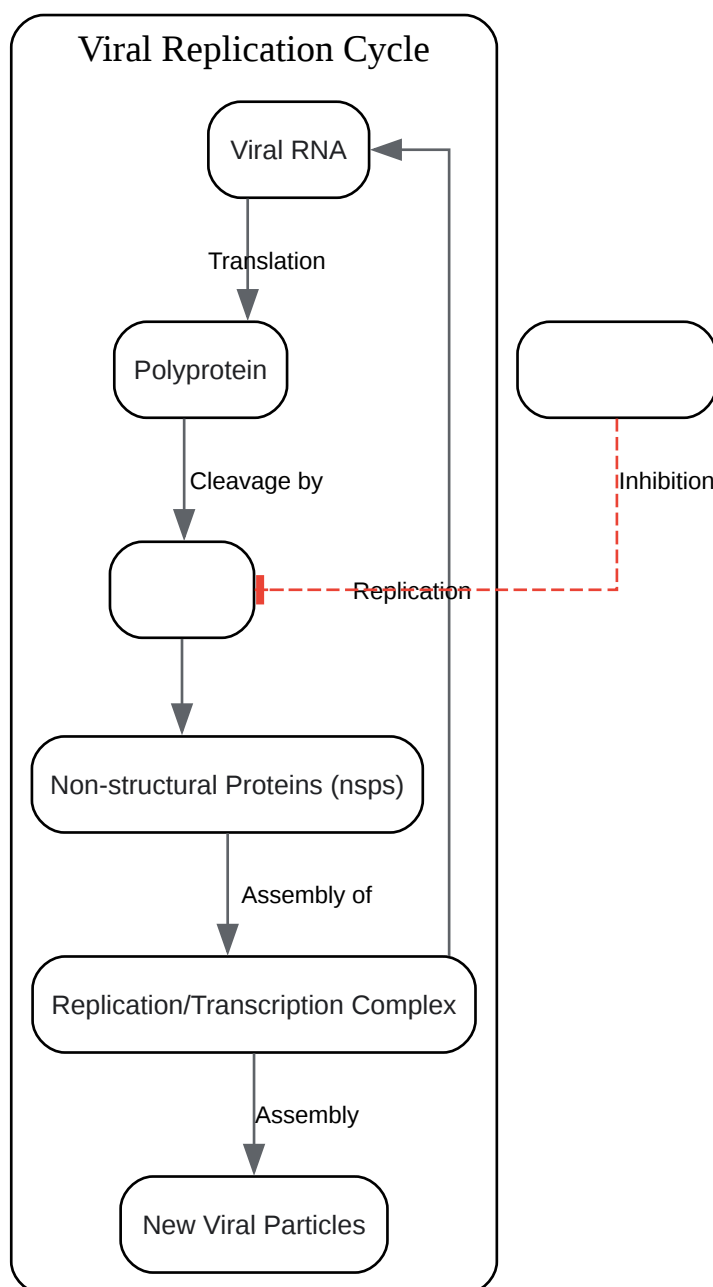 Viral Replication Cycle
Viral RNA
Translation
Polyprotein
Cleavage by
Inhibition
Replication
Non-structural Proteins (nsps)
Assembly of
Replication/Transcription Complex
Assembly
New Viral Particles